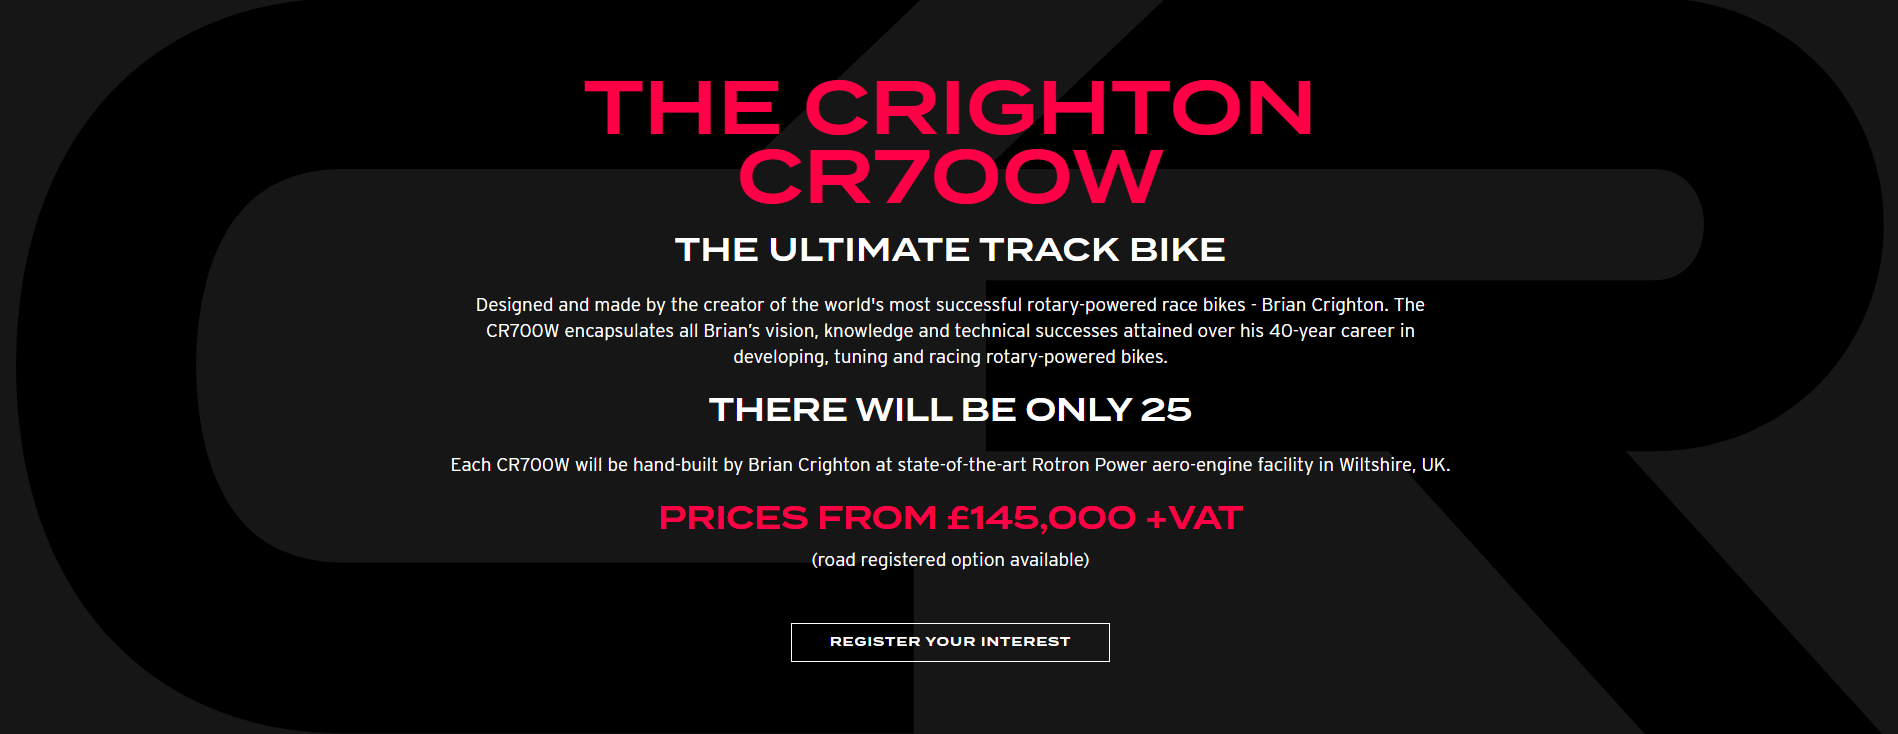 THE CRIGHTON
CR700W
THE ULTIMATE TRACK BIKE
Designed and made by the creator of the world's most successful rotary-powered race bikes - Brian Crighton. The
CR700W encapsulates all Brian’s vision, knowledge and technical successes attained over his 40-year career in
developing, tuning and racing rotary-powered bikes.
THERE WILL BE ONLY 25
Each CR700W will be hand-built by Brian Crighton at state-of-the-art Rotron Power aero-engine facility in Wiltshire, UK.
PRICES FROM £145,000 +VAT
(road registered option available)
REGISTER YOUR INTEREST